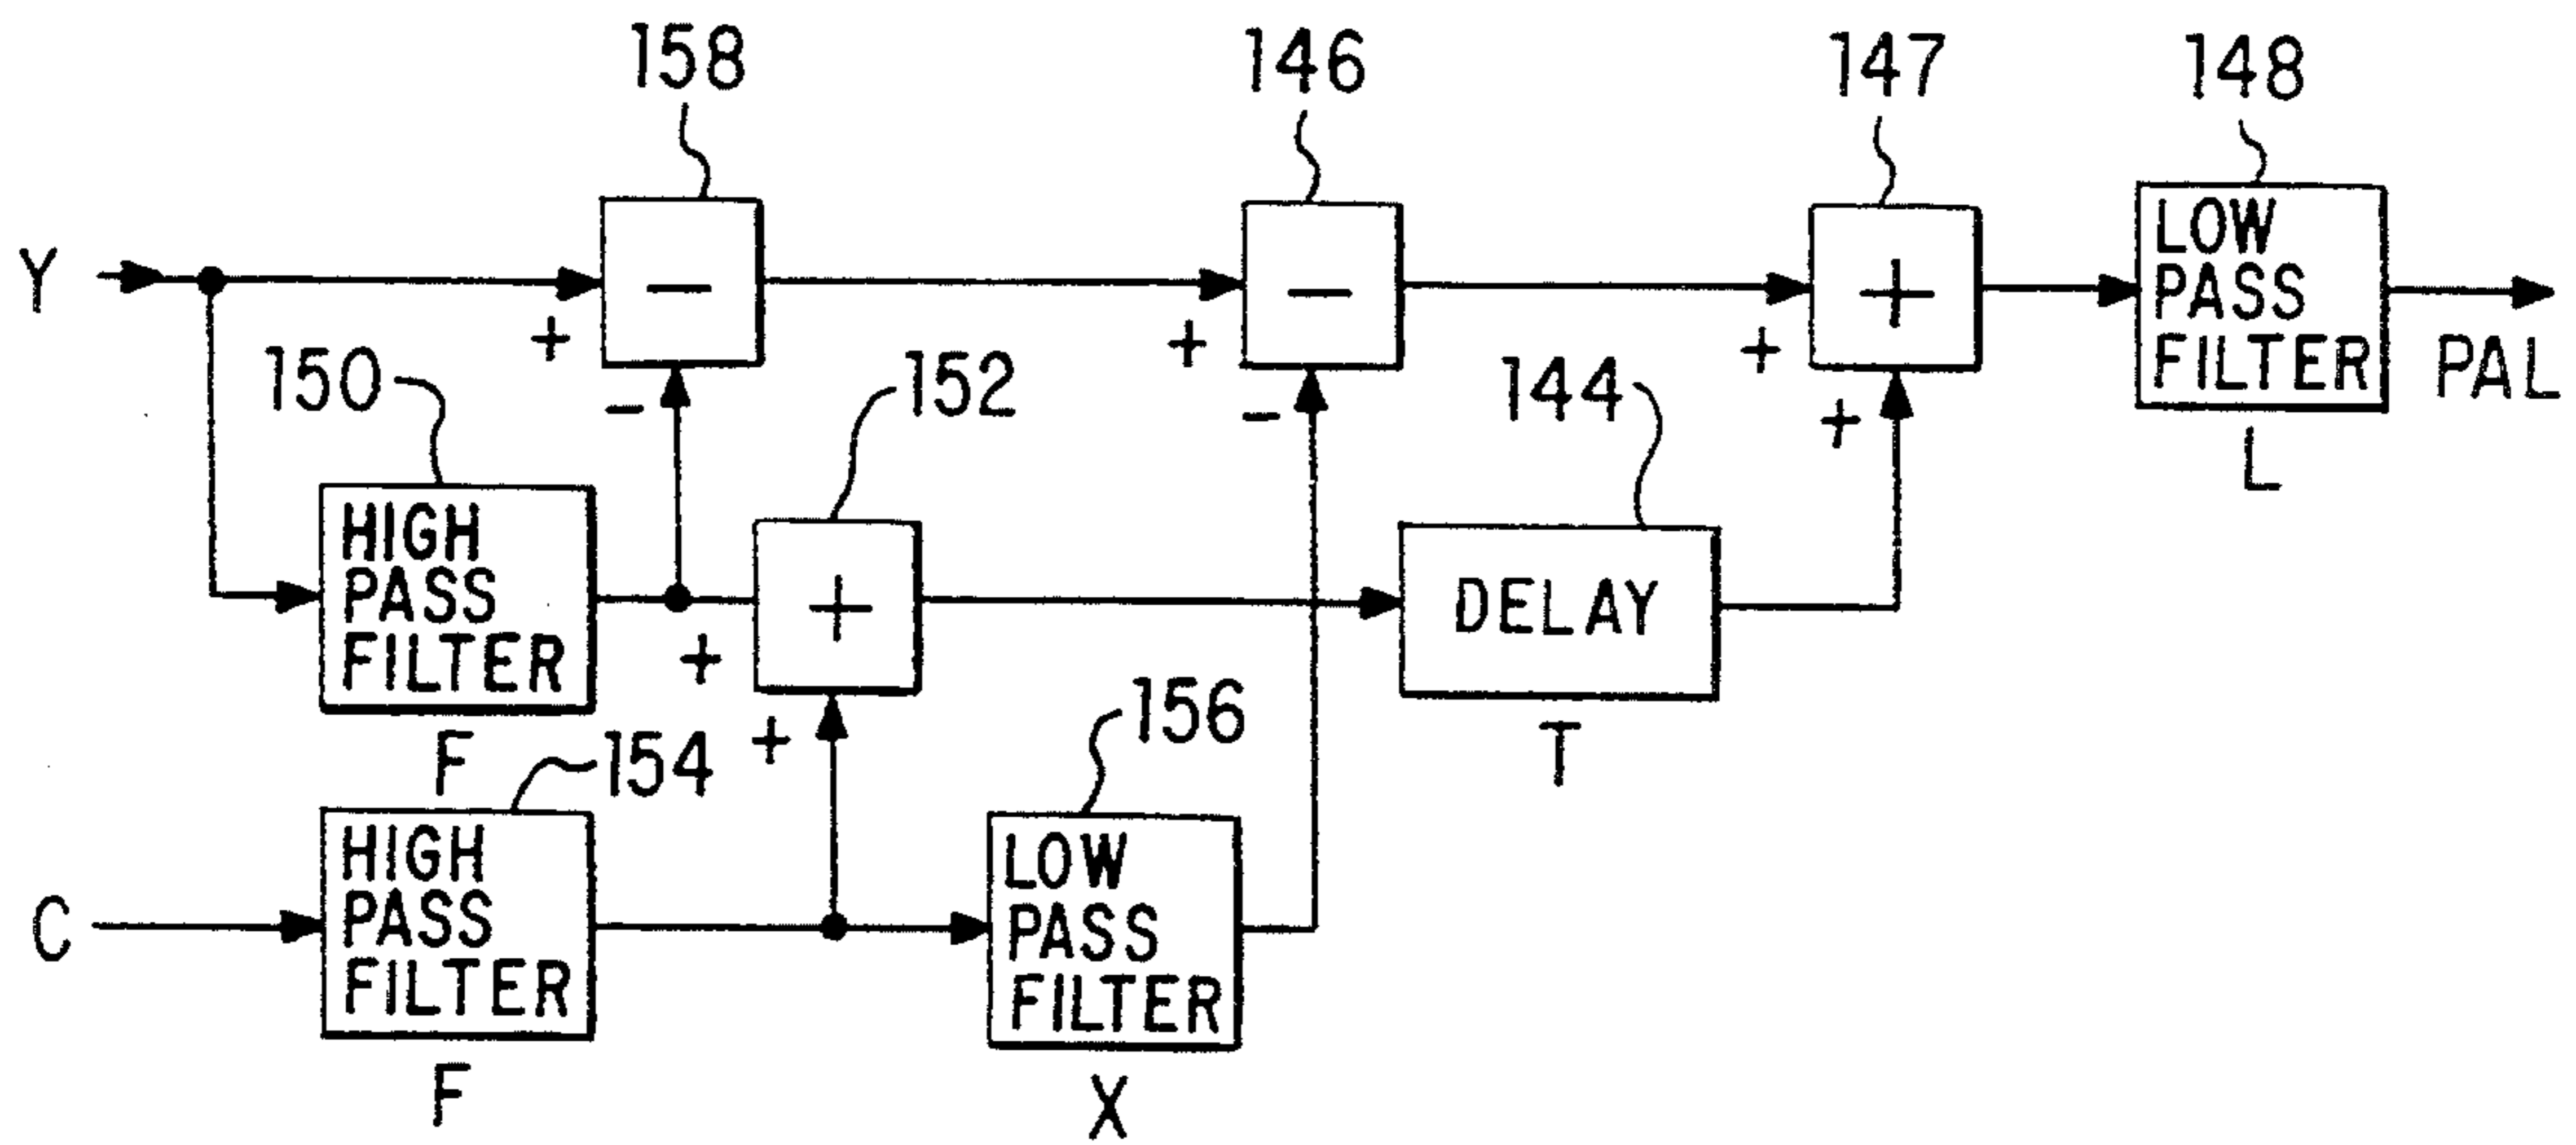 158
146
147
148
Y
+
−
−
+
−
+
−
+
+
+
LOW
PASS
FILTER
L
PAL
150
HIGH
PASS
FILTER
F
152
+
+
+
144
DELAY
T
C
154
HIGH
PASS
FILTER
F
156
LOW
PASS
FILTER
X